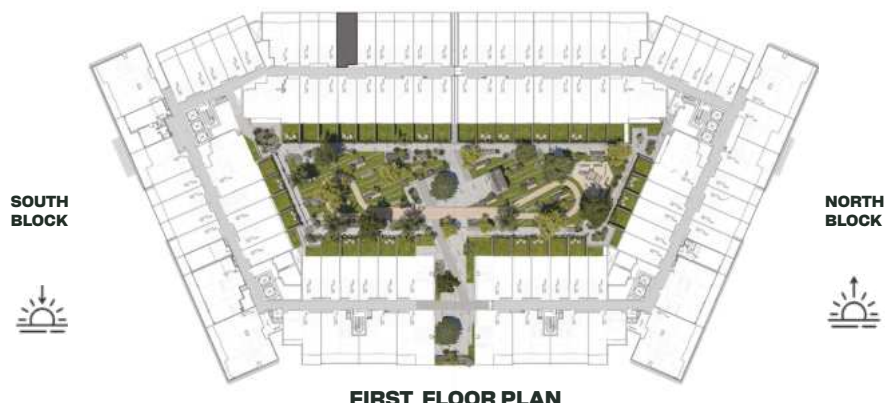 SOUTH
BLOCK
NORTH
BLOCK
FIRST FLOOR PLAN